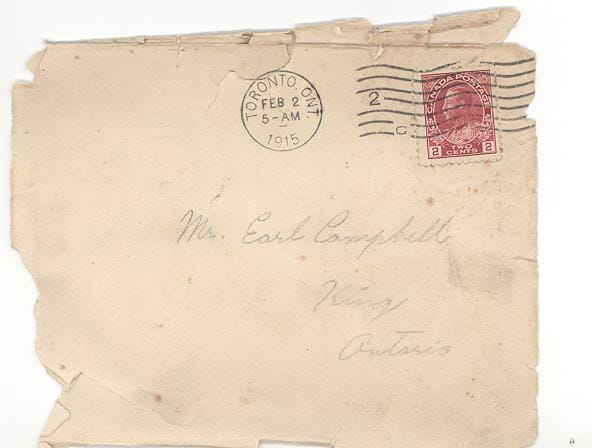 TORONTO, ONT.
FEB 2
5-AM
1915
2
C
CANADA POSTAGE
2 TWO CENTS 2
Mr. Earl Campbell
King
Ontario